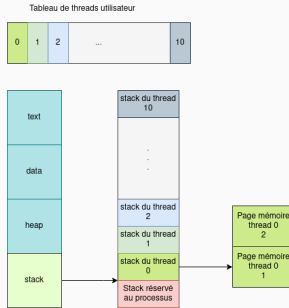 Tableau de threads utilisateur
0 1 2 ... 10
text
data
heap
stack
stack du thread
10
.
.
.
stack du thread
2
stack du thread
1
stack du thread
0
Stack réservé
au processus
Page mémoire
thread 0
2
Page mémoire
thread 0
1